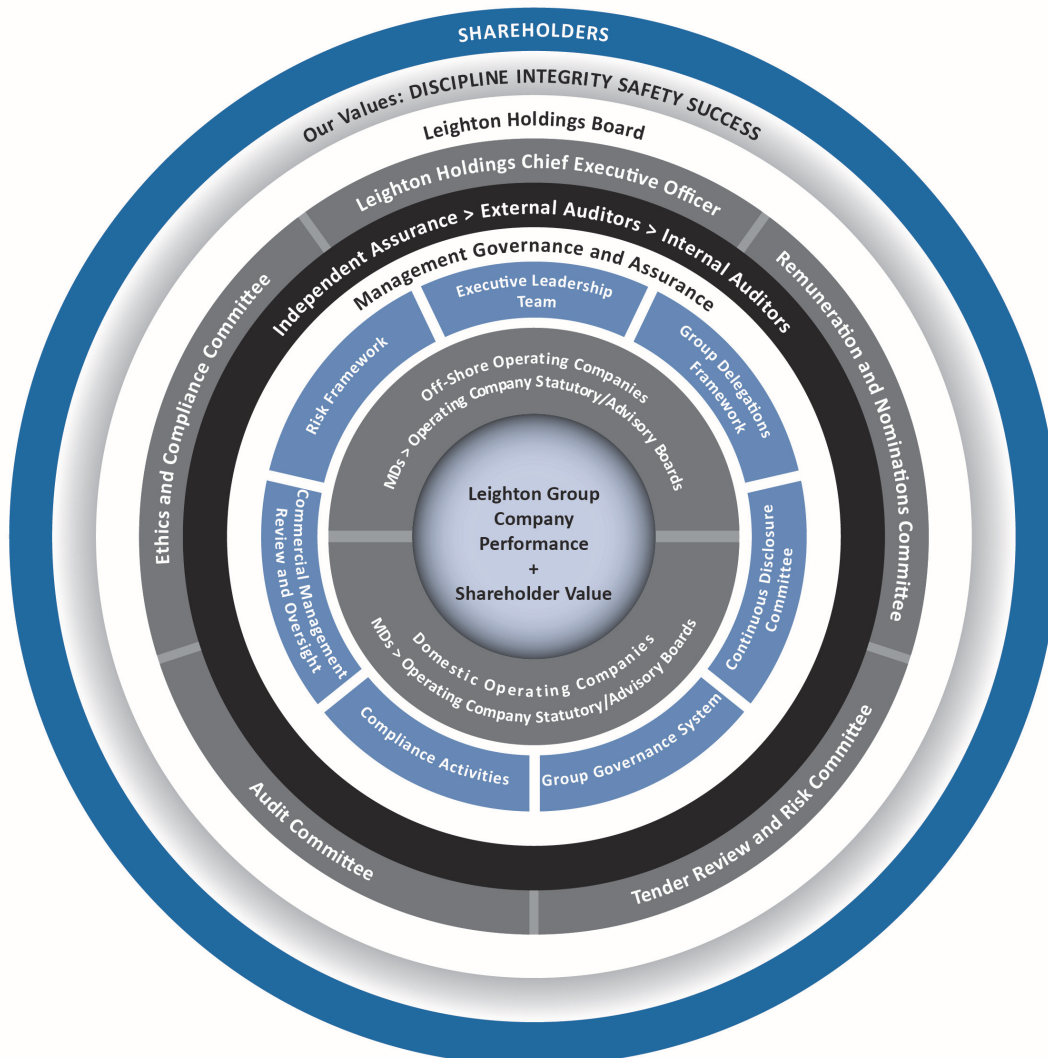 SHAREHOLDERS
Our Values: DISCIPLINE INTEGRITY SAFETY SUCCESS
Leighton Holdings Board
Leighton Holdings Chief Executive Officer
Remuneration and Nominations Committee
Tender Review and Risk Committee
Audit Committee
Ethics and Compliance Committee
Independent Assurance > External Auditors > Internal Auditors
Management Governance and Assurance
Executive Leadership
Team
Group Delegations
Framework
Continuous Disclosure
Committee
Group Governance System
Compliance Activities
Commercial Management
Review and Oversight
Risk Framework
Off-Shore Operating Companies
MDs > Operating Company Statutory/Advisory Boards
Leighton Group
Company
Performance
+
Shareholder Value
Domestic Operating Companies
MDs > Operating Company Statutory/Advisory Boards